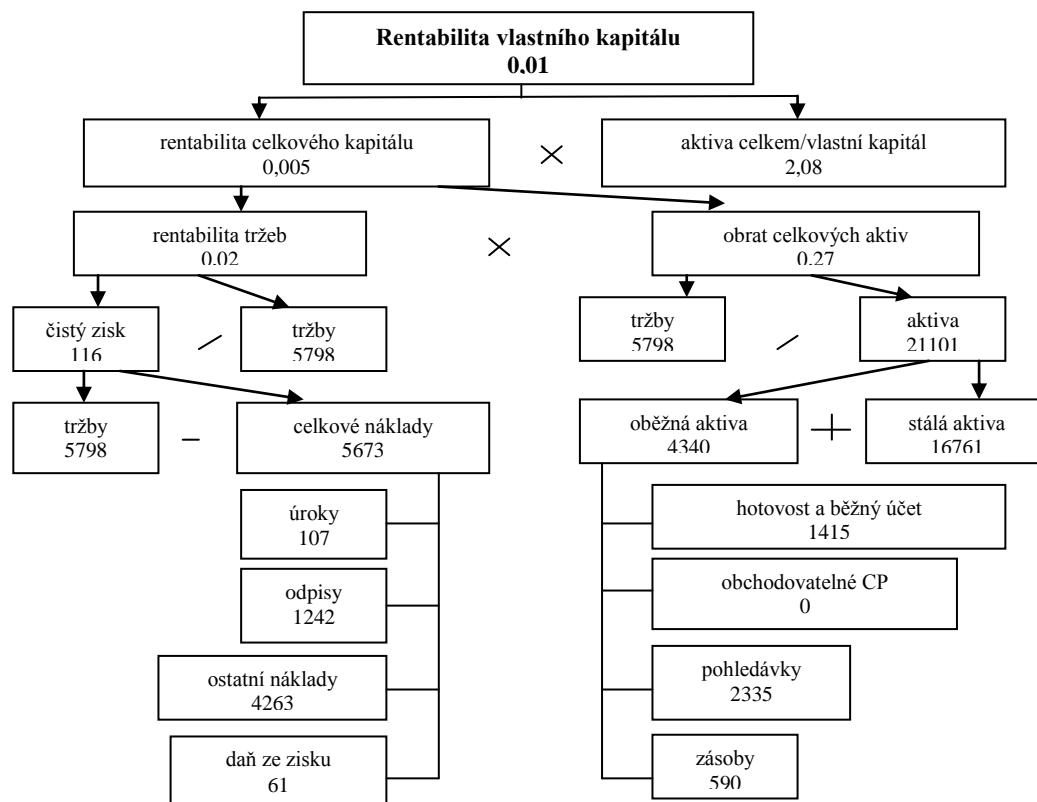 Rentabilita vlastního kapitálu
0,01
rentabilita celkového kapitálu
0,005
×
aktiva celkem/vlastní kapitál
2,08
rentabilita tržeb
0,02
×
obrat celkových aktiv
0,27
čistý zisk
116
/
tržby
5798
tržby
5798
/
aktiva
21101
tržby
5798
-
celkové náklady
5673
oběžná aktiva
4340
+
stálá aktiva
16761
úroky
107
odpisy
1242
ostatní náklady
4263
daň ze zisku
61
hotovost a běžný účet
1415
obchodovatelné CP
0
pohledávky
2335
zásoby
590